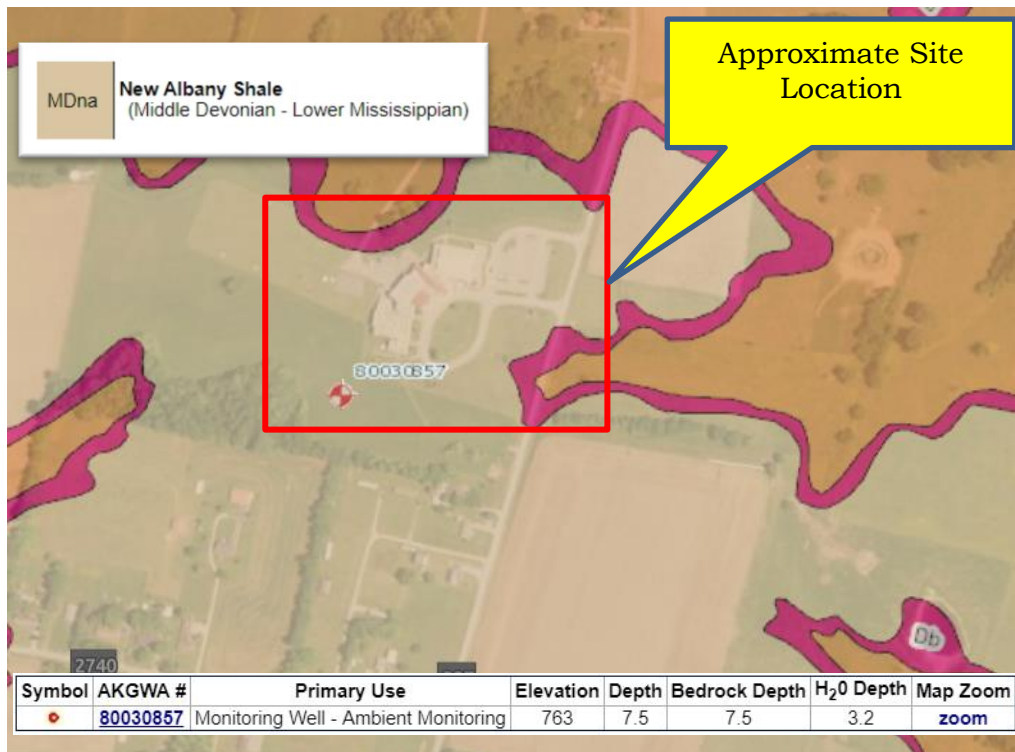 MDna
New Albany Shale
(Middle Devonian - Lower Mississippian)
Approximate Site
Location
80030857
Db
2740
Symbol AKGWA # Primary Use Elevation Depth Bedrock Depth H₂0 Depth Map Zoom
80030857 Monitoring Well - Ambient Monitoring 763 7.5 7.5 3.2 zoom